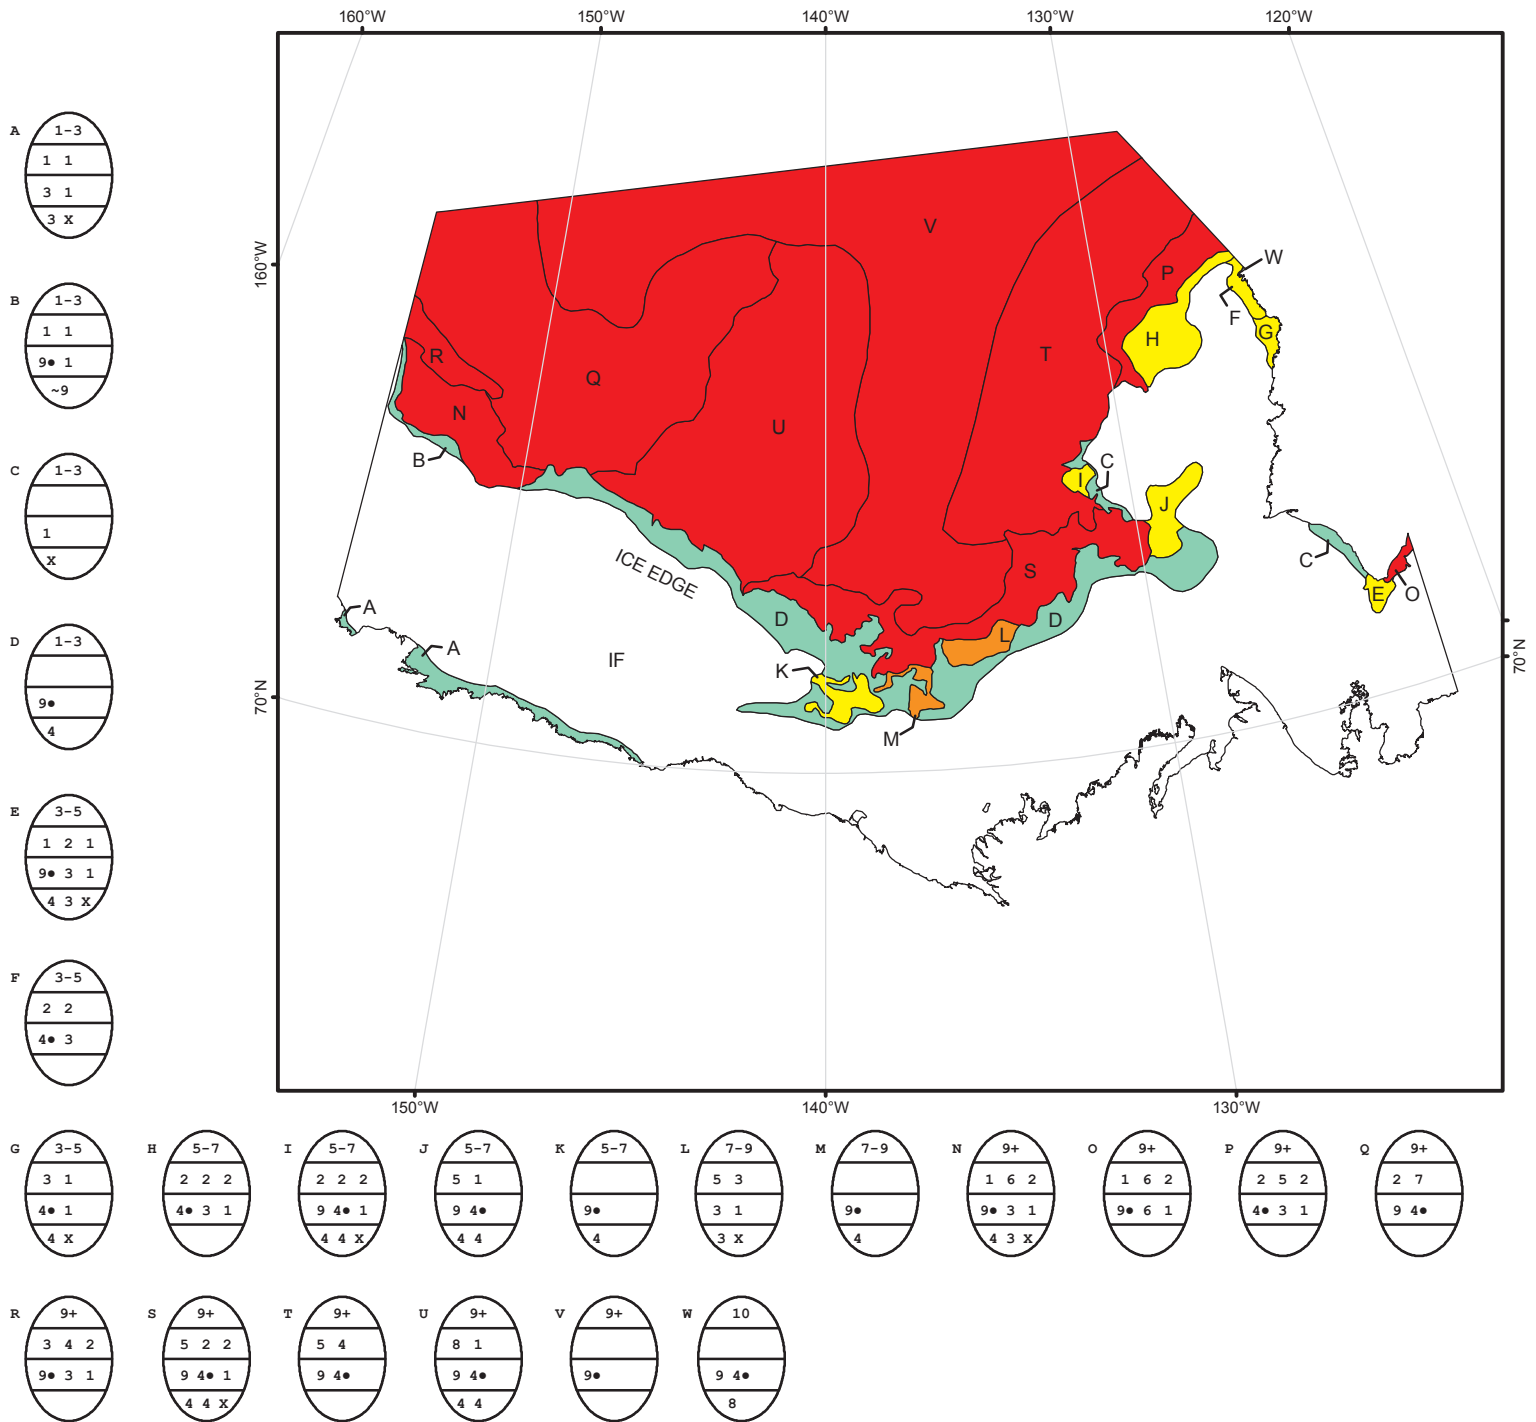 160°W 150°W 140°W 130°W 120°W
160°W
70°N
70°N
150°W 140°W 130°W
V
W
P
F
H
G
R
T
Q
N
U
B
I
C
J
ICE EDGE
S
C
E
O
A
D
D
L
A
IF
K
M
A
1-3
1 1
3 1
3 X
B
1-3
1 1
9● 1
~9
C
1-3
1
X
D
1-3
9●
4
E
3-5
1 2 1
9● 3 1
4 3 X
F
3-5
2 2
4● 3
G
3-5
3 1
4● 1
4 X
H
5-7
2 2 2
4● 3 1
I
5-7
2 2 2
9 4● 1
4 4 X
J
5-7
5 1
9 4●
4 4
K
5-7
9●
4
L
7-9
5 3
3 1
3 X
M
7-9
9●
4
N
9+
1 6 2
9● 3 1
4 3 X
O
9+
1 6 2
9● 6 1
P
9+
2 5 2
4● 3 1
Q
9+
2 7
9 4●
R
9+
3 4 2
9● 3 1
S
9+
5 2 2
9 4● 1
4 4 X
T
9+
5 4
9 4●
U
9+
8 1
9 4●
4 4
V
9+
9●
W
10
9 4●
8